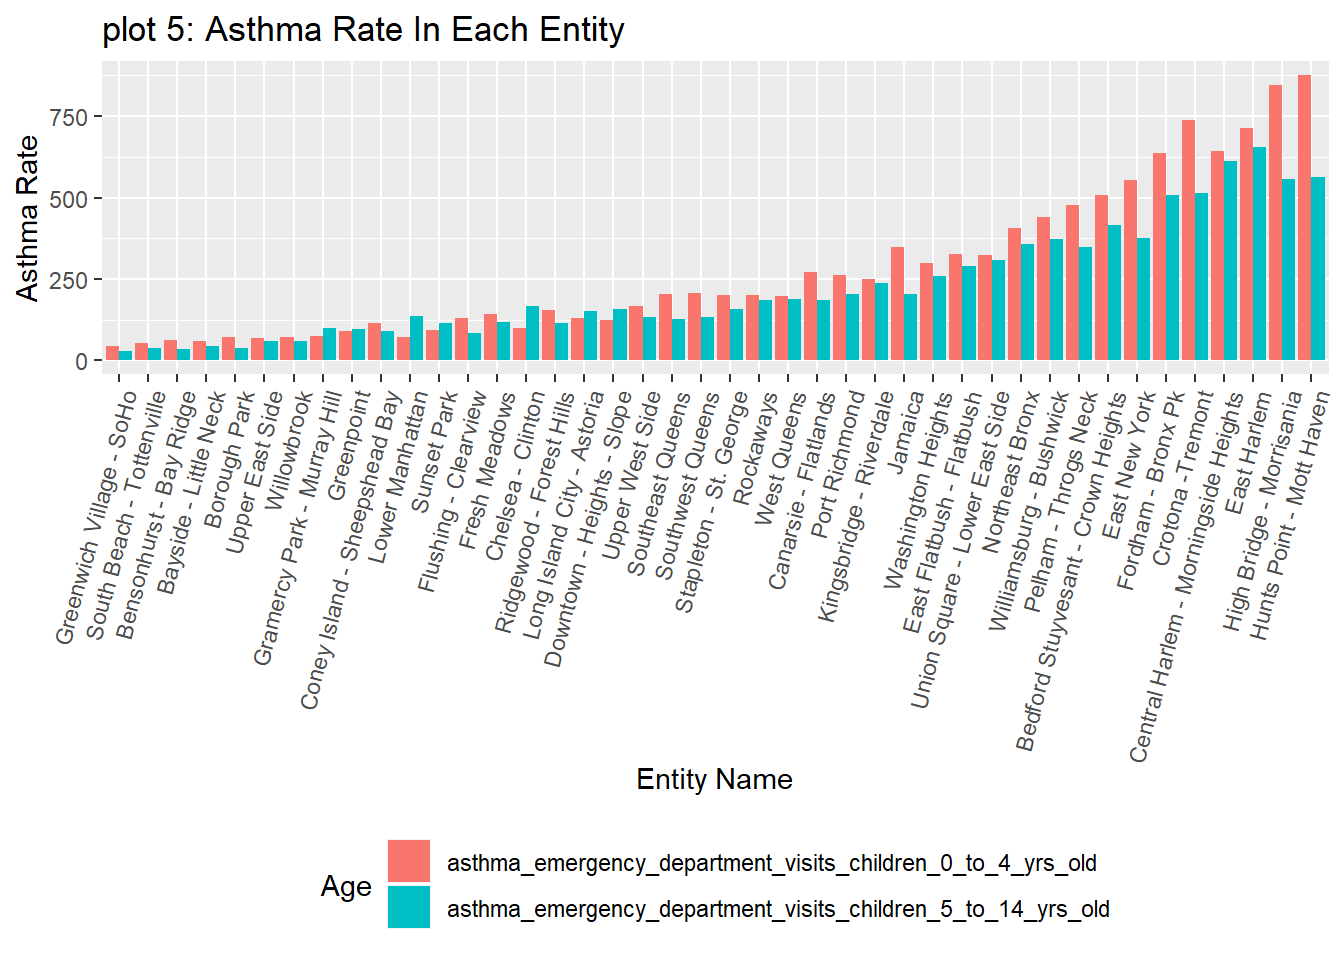 plot 5: Asthma Rate In Each Entity
Asthma Rate
750
500
250
0
Greenwich Village - SoHo
South Beach - Tottenville
Bensonhurst - Bay Ridge
Bayside - Little Neck
Borough Park
Upper East Side
Willowbrook
Gramercy Park - Murray Hill
Greenpoint
Coney Island - Sheepshead Bay
Lower Manhattan
Sunset Park
Flushing - Clearview
Fresh Meadows
Chelsea - Clinton
Ridgewood - Forest Hills
Long Island City - Astoria
Downtown - Heights - Slope
Upper West Side
Southeast Queens
Southwest Queens
Stapleton - St. George
Rockaways
West Queens
Canarsie - Flatlands
Port Richmond
Kingsbridge - Riverdale
Jamaica
Washington Heights
East Flatbush - Flatbush
Union Square - Lower East Side
Northeast Bronx
Williamsburg - Bushwick
Pelham - Throgs Neck
Bedford Stuyvesant - Crown Heights
East New York
Fordham - Bronx Pk
Crotona - Tremont
Central Harlem - Morningside Heights
East Harlem
High Bridge - Morrisania
Hunts Point - Mott Haven
Entity Name
Age
asthma_emergency_department_visits_children_0_to_4_yrs_old
asthma_emergency_department_visits_children_5_to_14_yrs_old